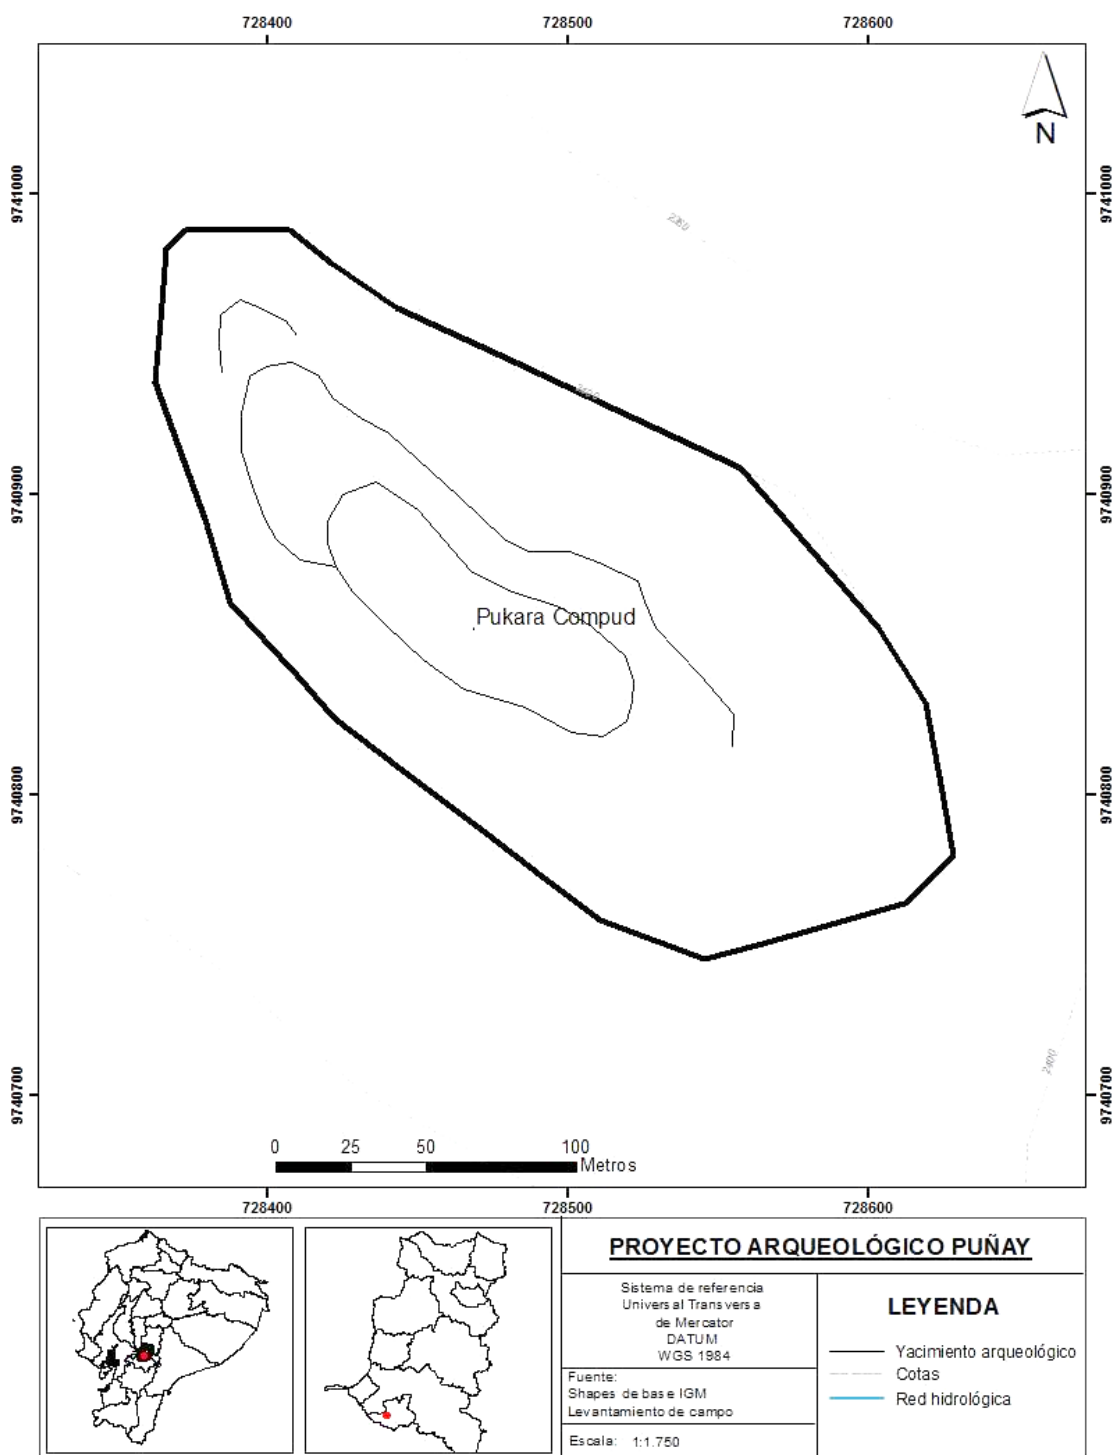 728400
728500
728600
N
9741000
9741000
2360
9740900
9740900
Pukara Compud
9740800
9740800
2400
9740700
9740700
0 25 50 100
Metros
728400
728500
728600
PROYECTO ARQUEOLÓGICO PUÑAY
Sistema de referencia
Universal Transversa
de Mercator
DATUM
WGS 1984
Fuente:
Shapes de base IGM
Levantamiento de campo
Escala: 1:1.750
LEYENDA
Yacimiento arqueológico
Cotas
Red hidrológica